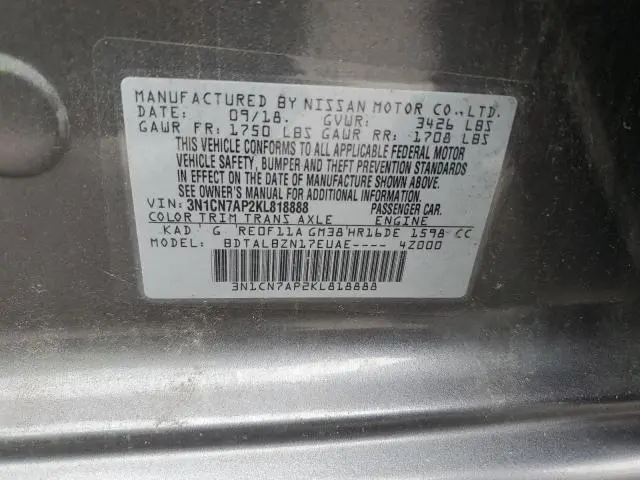 MANUFACTURED BY NISSAN MOTOR CO., LTD.
DATE: 09/18. GVWR: 3426 LBS
GAWR FR: 1750 LBS GAWR RR: 1708 LBS
THIS VEHICLE CONFORMS TO ALL APPLICABLE FEDERAL MOTOR
VEHICLE SAFETY, BUMPER AND THEFT PREVENTION STANDARDS
IN EFFECT ON THE DATE OF MANUFACTURE SHOWN ABOVE.
SEE OWNER'S MANUAL FOR ADDITIONAL INFORMATION.
VIN: 3N1CN7AP2KL818888 PASSENGER CAR.
COLOR TRIM TRANS AXLE ENGINE
KAD G RE0F11A GM38 HR16DE 1598 CC
MODEL: BDTALBZN17EUAE---- 4Z000
3N1CN7AP2KL818888